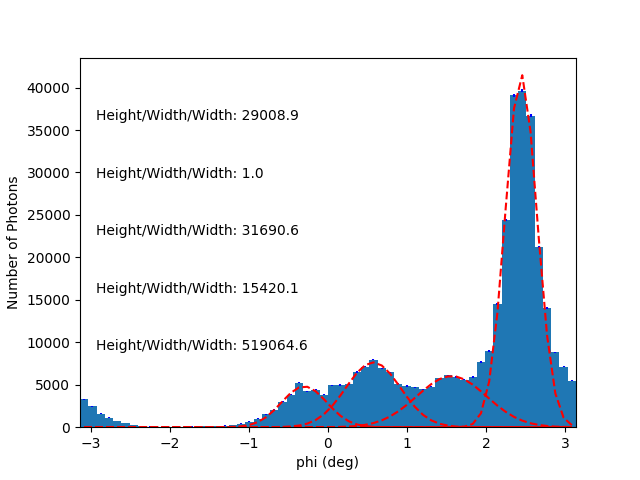 40000
35000
30000
25000
20000
15000
10000
5000
0
Number of Photons
Height/Width/Width: 29008.9
Height/Width/Width: 1.0
Height/Width/Width: 31690.6
Height/Width/Width: 15420.1
Height/Width/Width: 519064.6
−3 −2 −1 0 1 2 3
phi (deg)